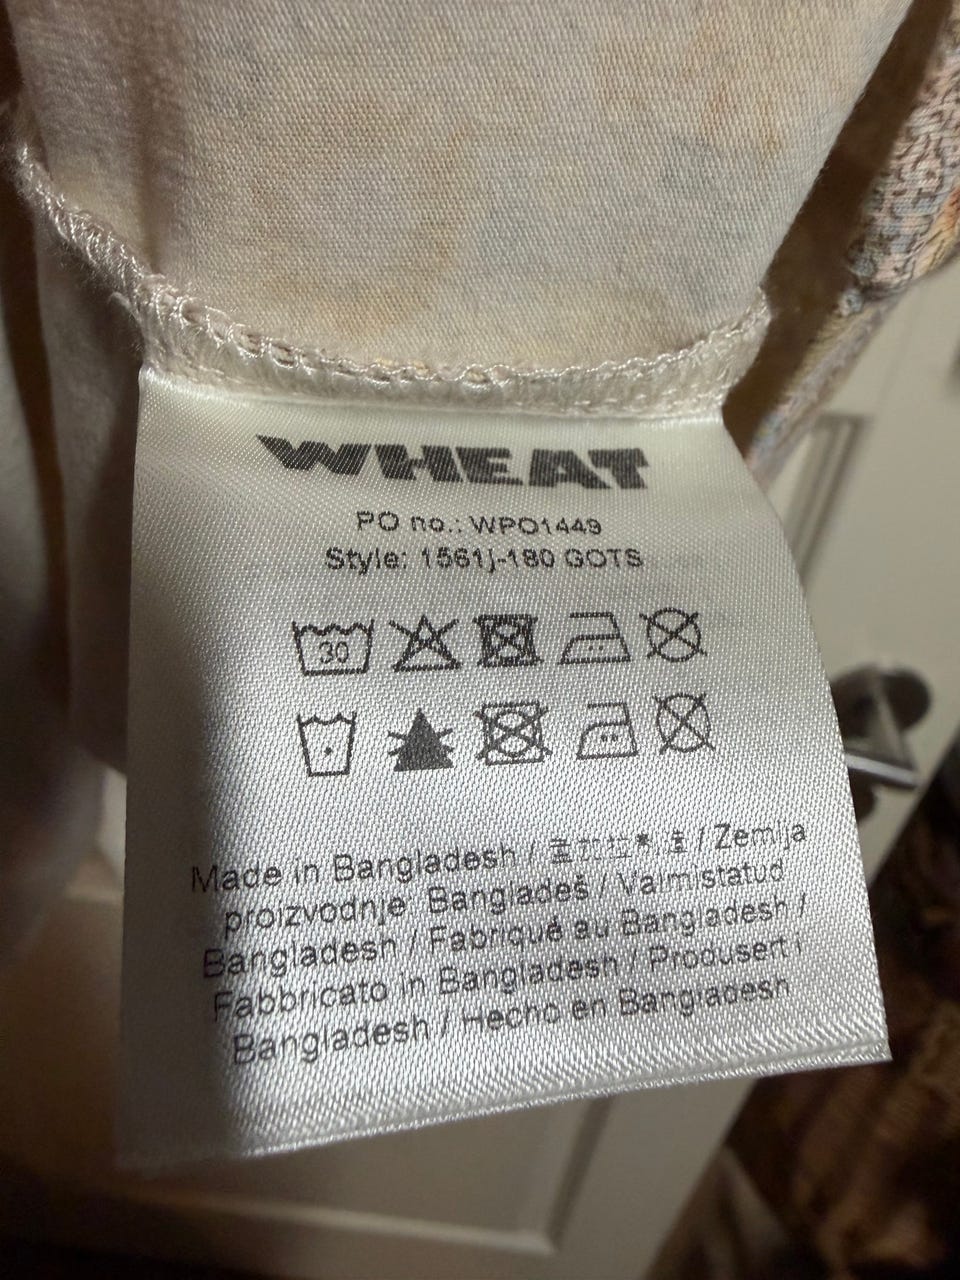 WHEAT
PO no.: WPO1449
Style: 1561j-180 GOTS
30
Made in Bangladesh / / Zemlja
proizvodnje: Bangladeš / Valmistatud
Bangladesh / Fabriqué au Bangladesh /
Fabbricato in Bangladesh / Produsert i
Bangladesh / Hecho en Bangladesh